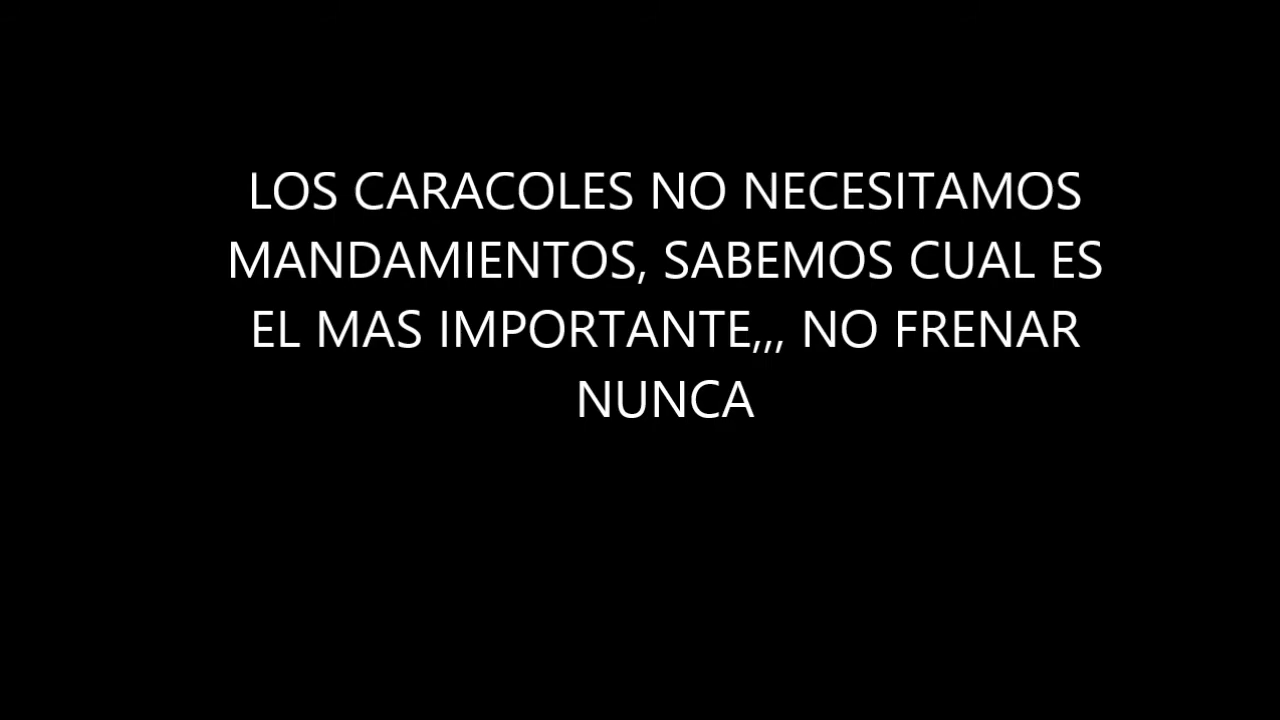 LOS CARACOLES NO NECESITAMOS
MANDAMIENTOS, SABEMOS CUAL ES
EL MAS IMPORTANTE,,, NO FRENAR
NUNCA